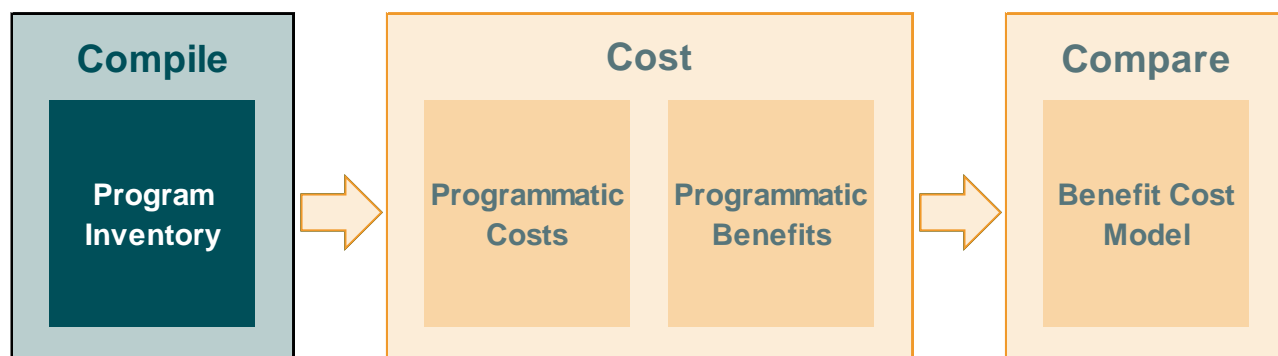 Compile
Program
Inventory
Cost
Programmatic
Costs
Programmatic
Benefits
Compare
Benefit Cost
Model